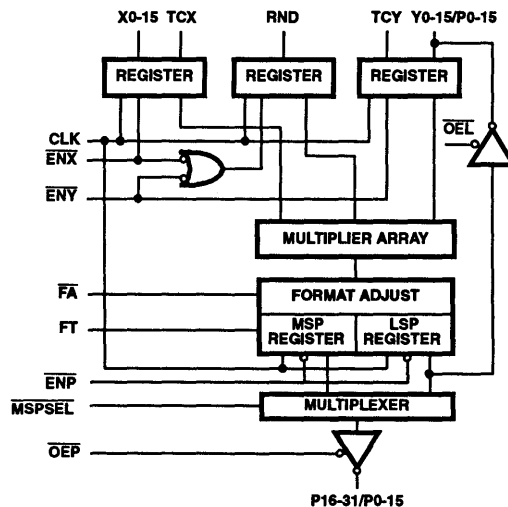 X0-15 TCX RND TCY Y0-15/P0-15
REGISTER REGISTER REGISTER
CLK
ENX
OEL
ENY
MULTIPLIER ARRAY
FA
FORMAT ADJUST
FT
MSP REGISTER
LSP REGISTER
ENP
MSPSEL
MULTIPLEXER
OEP
P16-31/P0-15